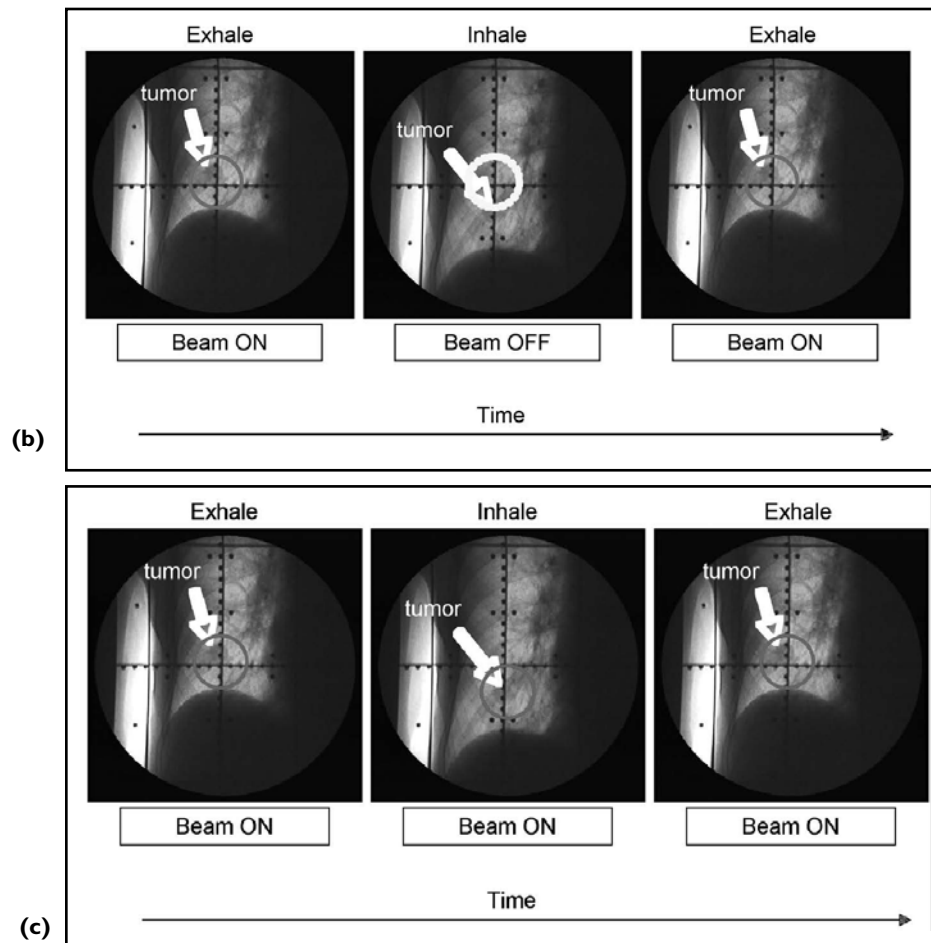 Exhale Inhale Exhale
tumor tumor tumor
Beam ON Beam OFF Beam ON
Time
(b)
Exhale Inhale Exhale
tumor tumor tumor
Beam ON Beam ON Beam ON
Time
(c)